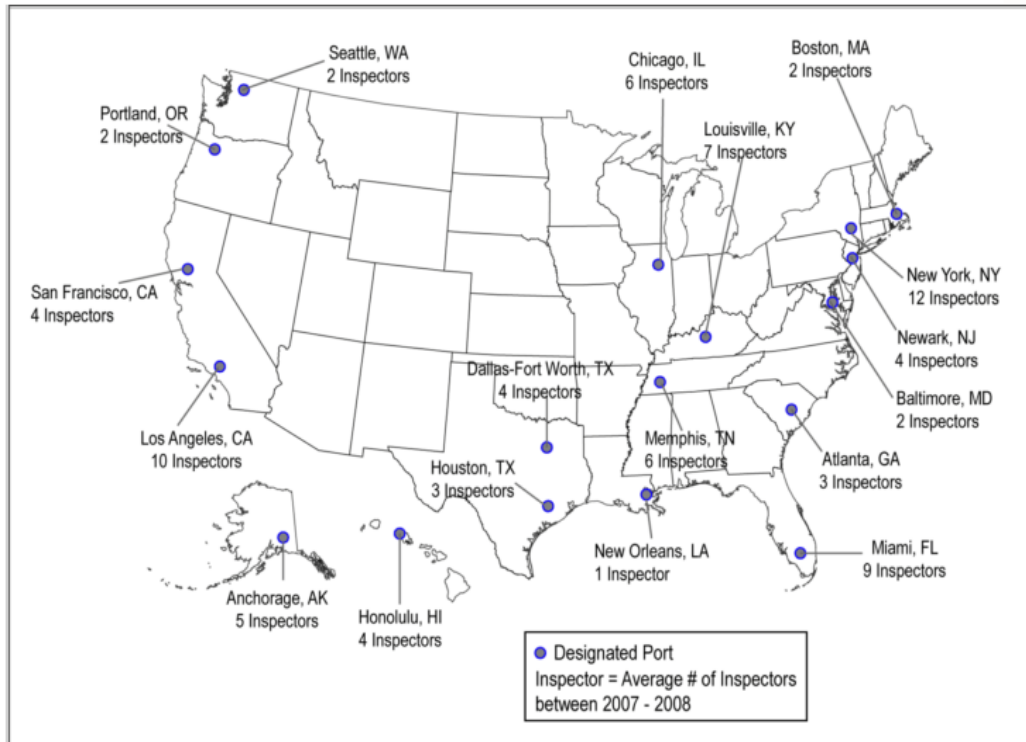 Seattle, WA
2 Inspectors
Portland, OR
2 Inspectors
Chicago, IL
6 Inspectors
Boston, MA
2 Inspectors
Louisville, KY
7 Inspectors
San Francisco, CA
4 Inspectors
New York, NY
12 Inspectors
Newark, NJ
4 Inspectors
Baltimore, MD
2 Inspectors
Dallas-Fort Worth, TX
4 Inspectors
Los Angeles, CA
10 Inspectors
Memphis, TN
6 Inspectors
Atlanta, GA
3 Inspectors
Houston, TX
3 Inspectors
New Orleans, LA
1 Inspector
Miami, FL
9 Inspectors
Anchorage, AK
5 Inspectors
Honolulu, HI
4 Inspectors
Designated Port
Inspector = Average # of Inspectors
between 2007 - 2008